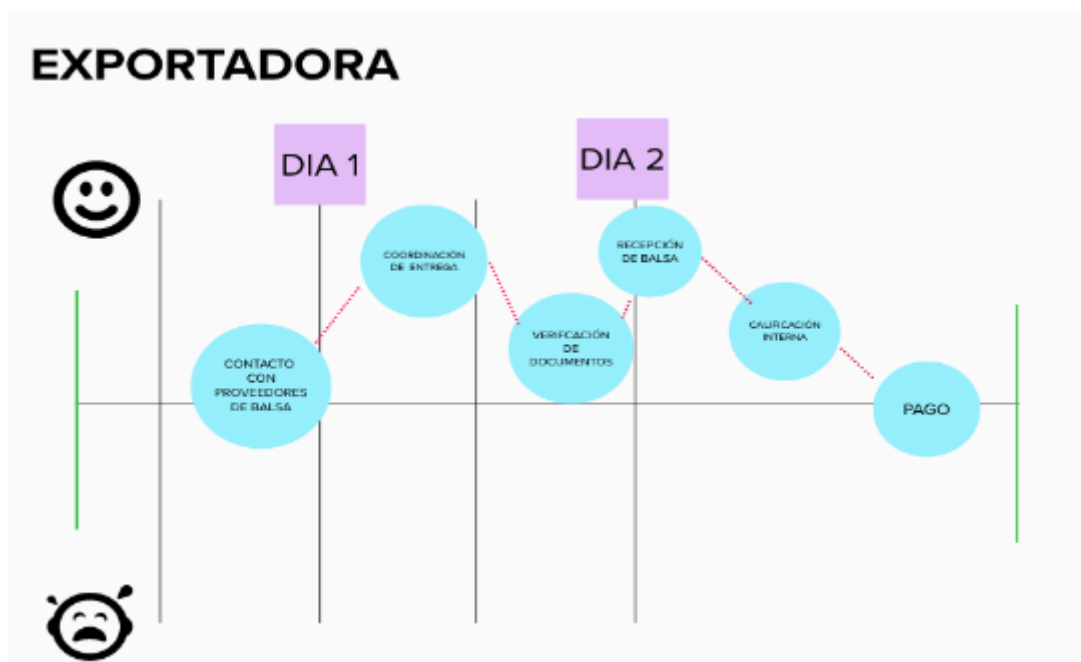 EXPORTADORA
DIA 1
DIA 2
CONTACTO
CON
PROVEEDORES
DE BALSA
COORDINACIÓN
DE ENTREGA
VERIFCACIÓN
DE
DOCUMENTOS
RECEPCIÓN
DE BALSA
CALIFICACIÓN
INTERNA
PAGO